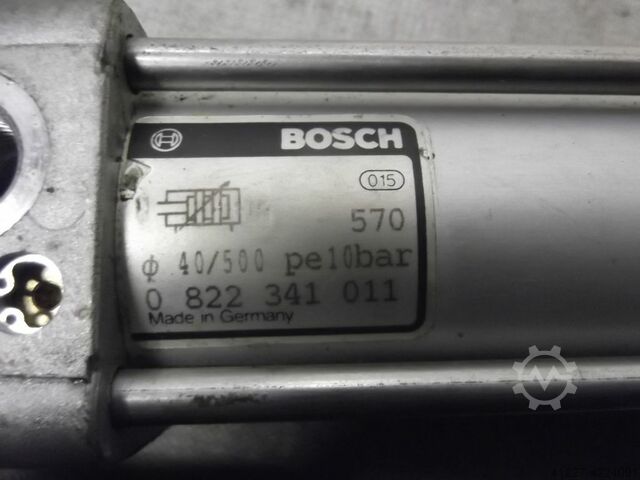 BOSCH
015
570
φ 40/500 pe10bar
0 822 341 011
Made in Germany